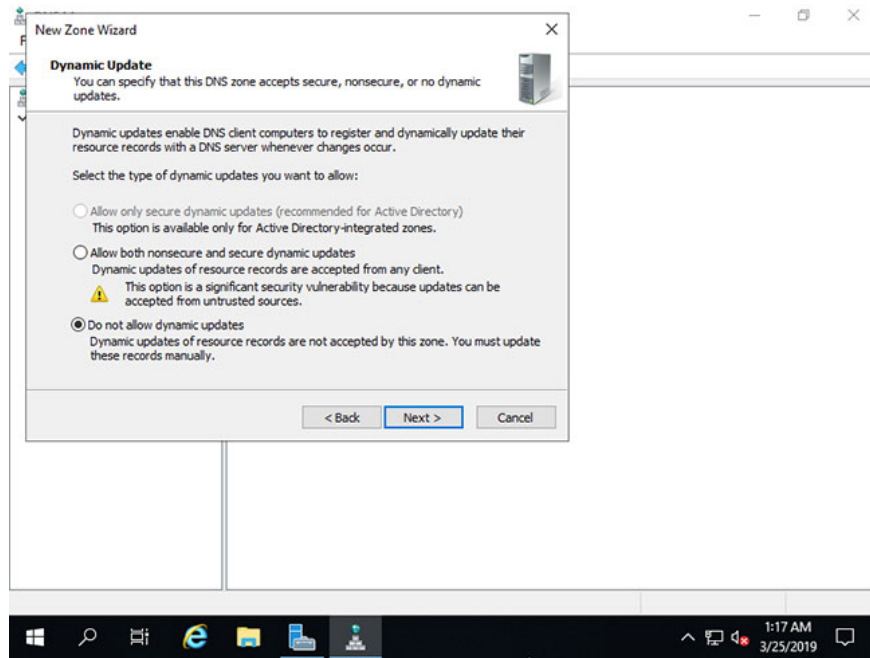 New Zone Wizard
Dynamic Update
You can specify that this DNS zone accepts secure, nonsecure, or no dynamic
updates.
Dynamic updates enable DNS client computers to register and dynamically update their
resource records with a DNS server whenever changes occur.
Select the type of dynamic updates you want to allow:
Allow only secure dynamic updates (recommended for Active Directory)
This option is available only for Active Directory-integrated zones.
Allow both nonsecure and secure dynamic updates
Dynamic updates of resource records are accepted from any client.
This option is a significant security vulnerability because updates can be
accepted from untrusted sources.
Do not allow dynamic updates
Dynamic updates of resource records are not accepted by this zone. You must update
these records manually.
< Back Next > Cancel
1:17 AM
3/25/2019